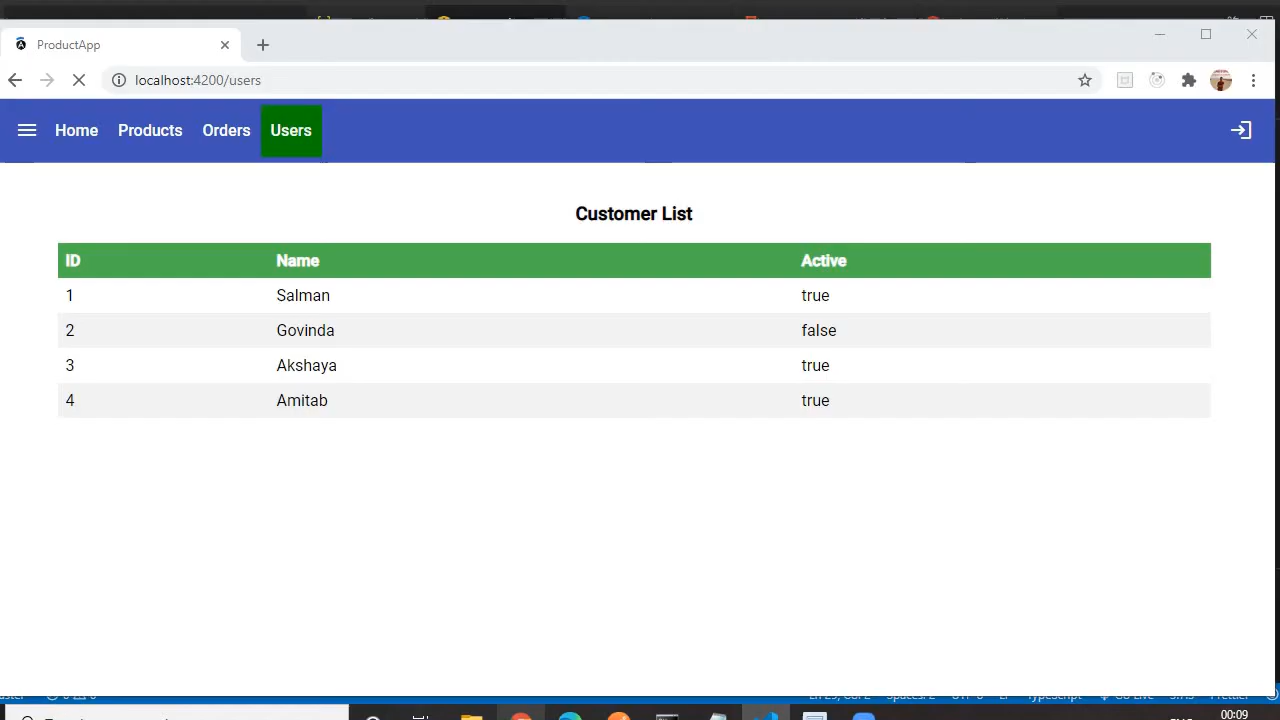 ProductApp
localhost:4200/users
Home Products Orders Users
Customer List
ID Name Active
1 Salman true
2 Govinda false
3 Akshaya true
4 Amitab true
00:09